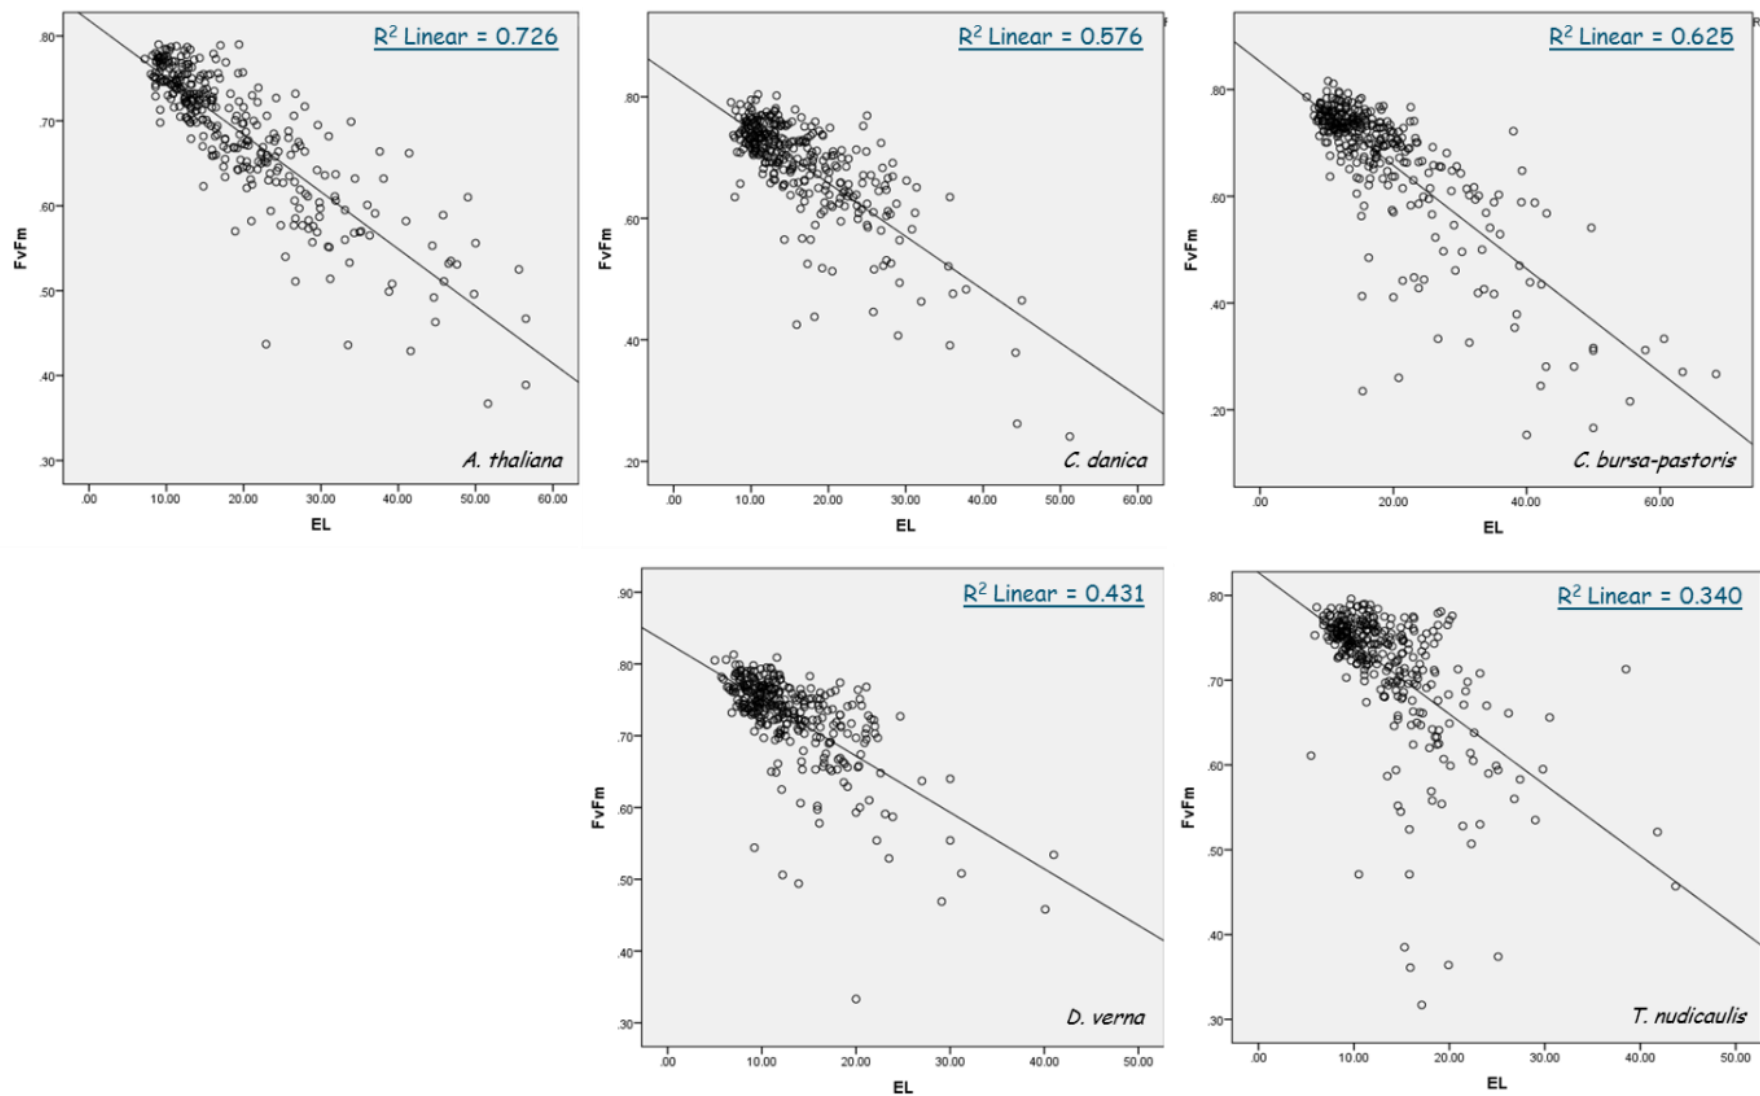 R² Linear = 0.726
.80
.70
.60
.50
.40
.30
FvFm
A. thaliana
.00 10.00 20.00 30.00 40.00 50.00 60.00
EL
R² Linear = 0.576
.80
.60
.40
.20
FvFm
C. danica
.00 10.00 20.00 30.00 40.00 50.00 60.00
EL
R² Linear = 0.625
R
.80
.60
.40
.20
FvFm
C. bursa-pastoris
.00 20.00 40.00 60.00
EL
R² Linear = 0.431
.90
.80
.70
.60
.50
.40
.30
FvFm
D. verna
.00 10.00 20.00 30.00 40.00 50.00
EL
R² Linear = 0.340
.80
.70
.60
.50
.40
.30
FvFm
T. nudicaulis
.00 10.00 20.00 30.00 40.00 50.00
EL